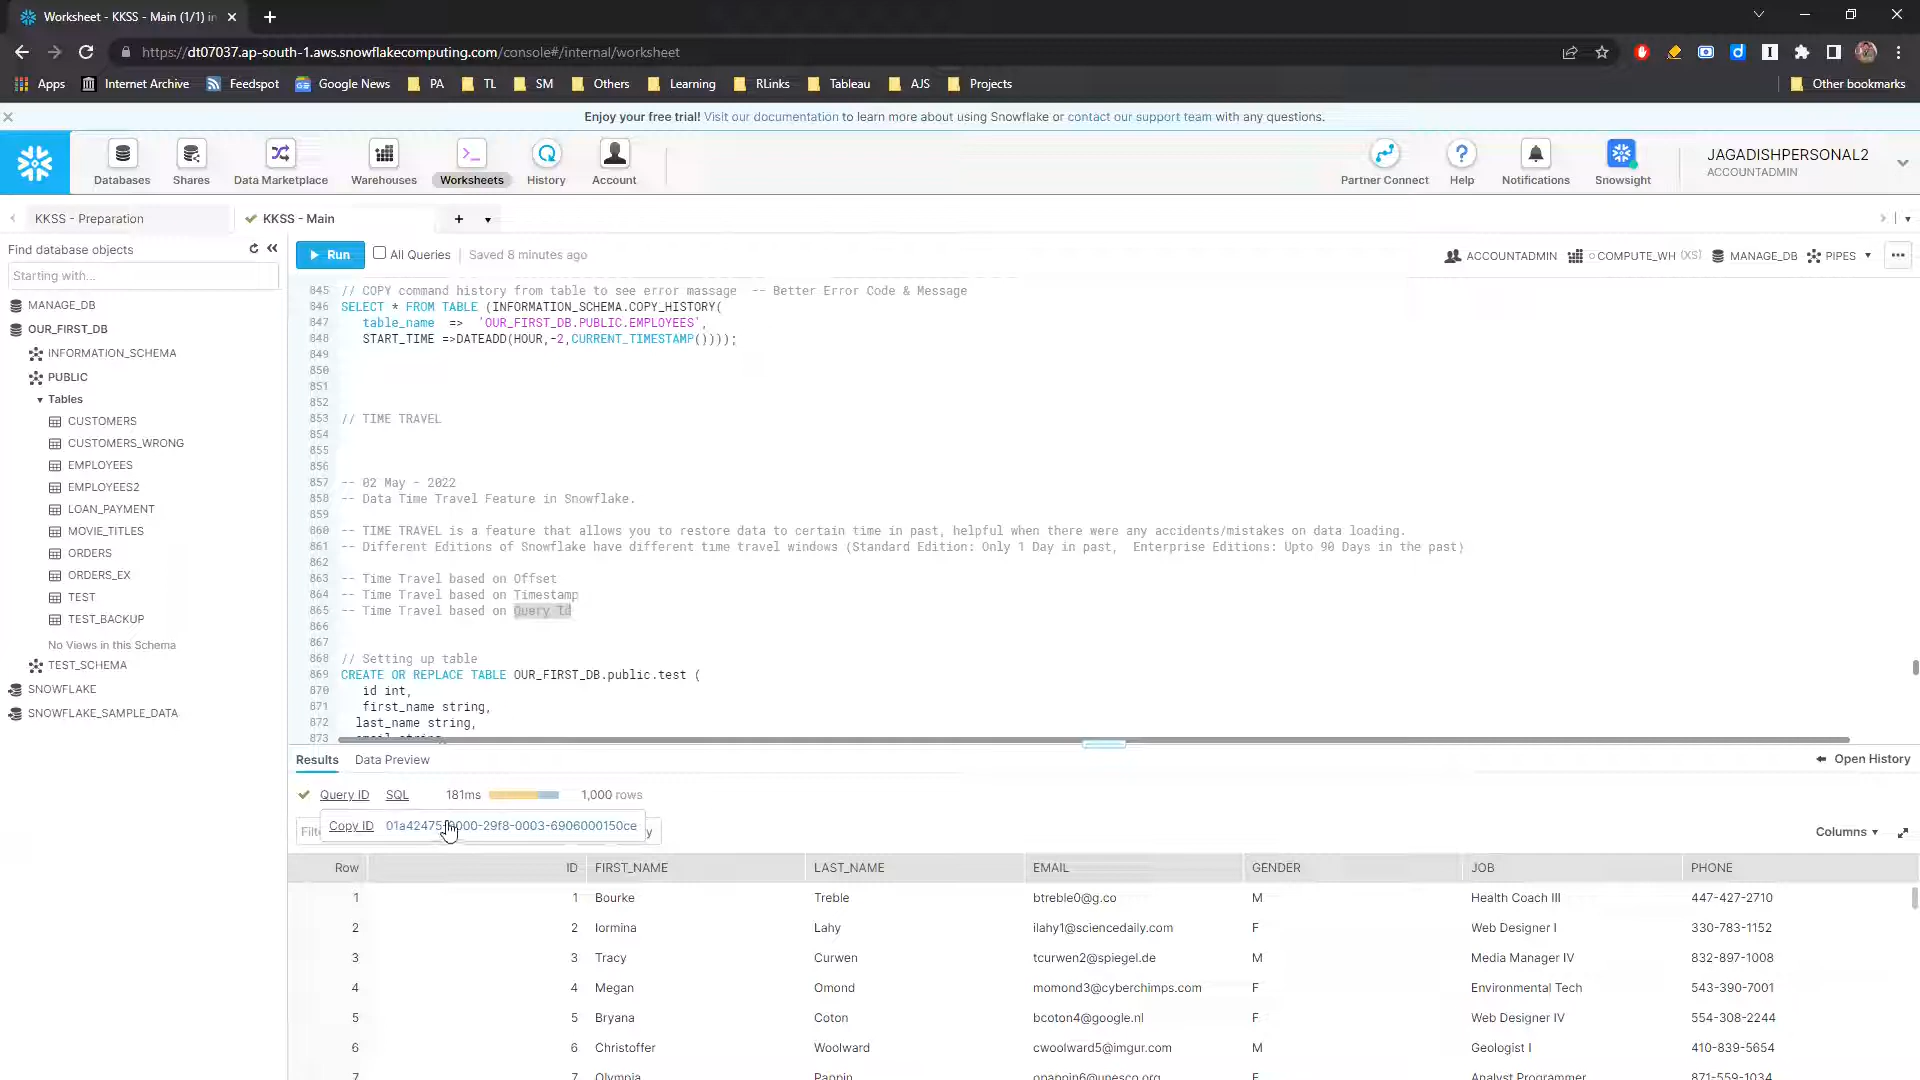 Worksheet - KKSS - Main (1/1) in
https://dt07037.ap-south-1.aws.snowflakecomputing.com/console#/internal/worksheet
Apps Internet Archive Feedspot Google News PA TL SM Others Learning RLinks Tableau AJS Projects Other bookmarks
Enjoy your free trial! Visit our documentation to learn more about using Snowflake or contact our support team with any questions.
Databases Shares Data Marketplace Warehouses Worksheets History Account Partner Connect Help Notifications Snowsight
JAGADISHPERSONAL2
ACCOUNTADMIN
KKSS - Preparation KKSS - Main
Find database objects
Starting with...
MANAGE_DB
OUR_FIRST_DB
INFORMATION_SCHEMA
PUBLIC
Tables
CUSTOMERS
CUSTOMERS_WRONG
EMPLOYEES
EMPLOYEES2
LOAN_PAYMENT
MOVIE_TITLES
ORDERS
ORDERS_EX
TEST
TEST_BACKUP
No Views in this Schema
TEST_SCHEMA
SNOWFLAKE
SNOWFLAKE_SAMPLE_DATA
Run All Queries Saved 8 minutes ago ACCOUNTADMIN COMPUTE_WH (XS) MANAGE_DB PIPES
845 // COPY command history from table to see error massage -- Better Error Code & Message
846 SELECT * FROM TABLE (INFORMATION_SCHEMA.COPY_HISTORY(
847 table_name => 'OUR_FIRST_DB.PUBLIC.EMPLOYEES',
848 START_TIME =>DATEADD(HOUR,-2,CURRENT_TIMESTAMP())));
849
850
851
852
853 // TIME TRAVEL
854
855
856
857 -- 02 May - 2022
858 -- Data Time Travel Feature in Snowflake.
859
860 -- TIME TRAVEL is a feature that allows you to restore data to certain time in past, helpful when there were any accidents/mistakes on data loading.
861 -- Different Editions of Snowflake have different time travel windows (Standard Edition: Only 1 Day in past, Enterprise Editions: Upto 90 Days in the past)
862
863 -- Time Travel based on Offset
864 -- Time Travel based on Timestamp
865 -- Time Travel based on Query Id
866
867
868 // Setting up table
869 CREATE OR REPLACE TABLE OUR_FIRST_DB.public.test (
870 id int,
871 first_name string,
872 last_name string,
873
Results Data Preview Open History
Query ID SQL 181ms 1,000 rows
Copy ID 01a42475-0000-29f8-0003-6906000150ce
Columns
Row ID FIRST_NAME LAST_NAME EMAIL GENDER JOB PHONE
1 1 Bourke Treble btreble0@g.co M Health Coach III 447-427-2710
2 2 Iormina Lahy ilahy1@sciencedaily.com F Web Designer I 330-783-1152
3 3 Tracy Curwen tcurwen2@spiegel.de M Media Manager IV 832-897-1008
4 4 Megan Omond momond3@cyberchimps.com F Environmental Tech 543-390-7001
5 5 Bryana Coton bcoton4@google.nl F Web Designer IV 554-308-2244
6 6 Christoffer Woolward cwoolward5@imgur.com M Geologist I 410-839-5654
7 7 Olympia Pappin opappin6@unesco.org F Analyst Programmer 871-559-1034